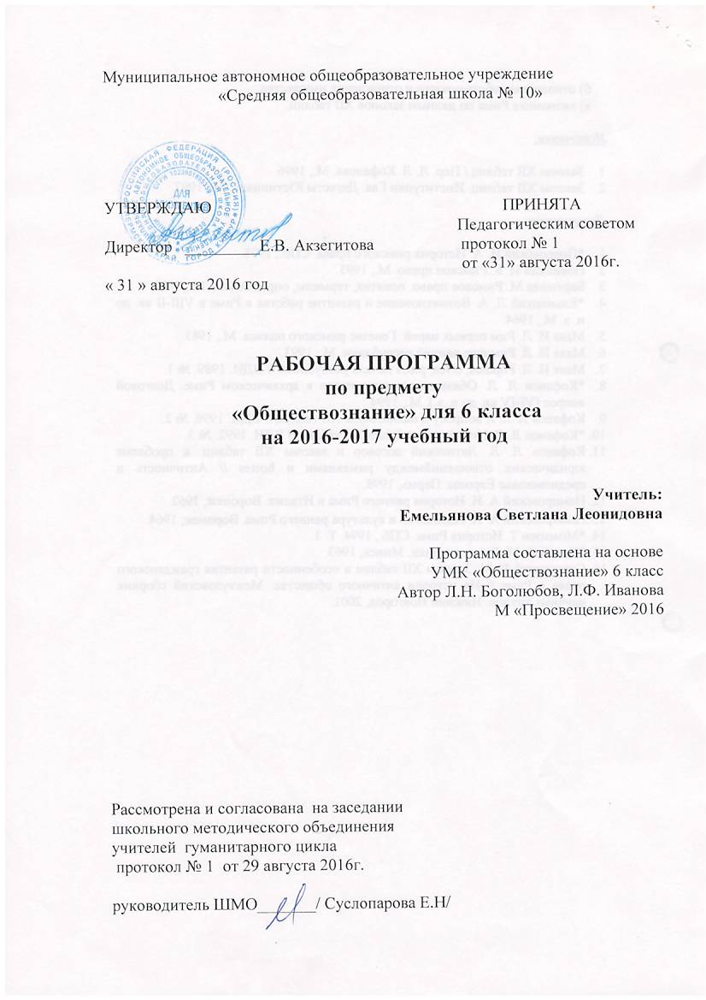 Муниципальное автономное общеобразовательное учреждение
«Средняя общеобразовательная школа № 10»
УТВЕРЖДАЮ
Директор __________ Е.В. Акзегитова
« 31 » августа 2016 год
ПРИНЯТА
Педагогическим советом
протокол № 1
от «31» августа 2016г.
РАБОЧАЯ ПРОГРАММА
по предмету
«Обществознание» для 6 класса
на 2016-2017 учебный год
Учитель:
Емельянова Светлана Леонидовна
Программа составлена на основе
УМК «Обществознание» 6 класс
Автор Л.Н. Боголюбов, Л.Ф. Иванова
М «Просвещение» 2016
Рассмотрена и согласована на заседании
школьного методического объединения
учителей гуманитарного цикла
протокол № 1 от 29 августа 2016г.
руководитель ШМО_______/ Суслопарова Е.Н/